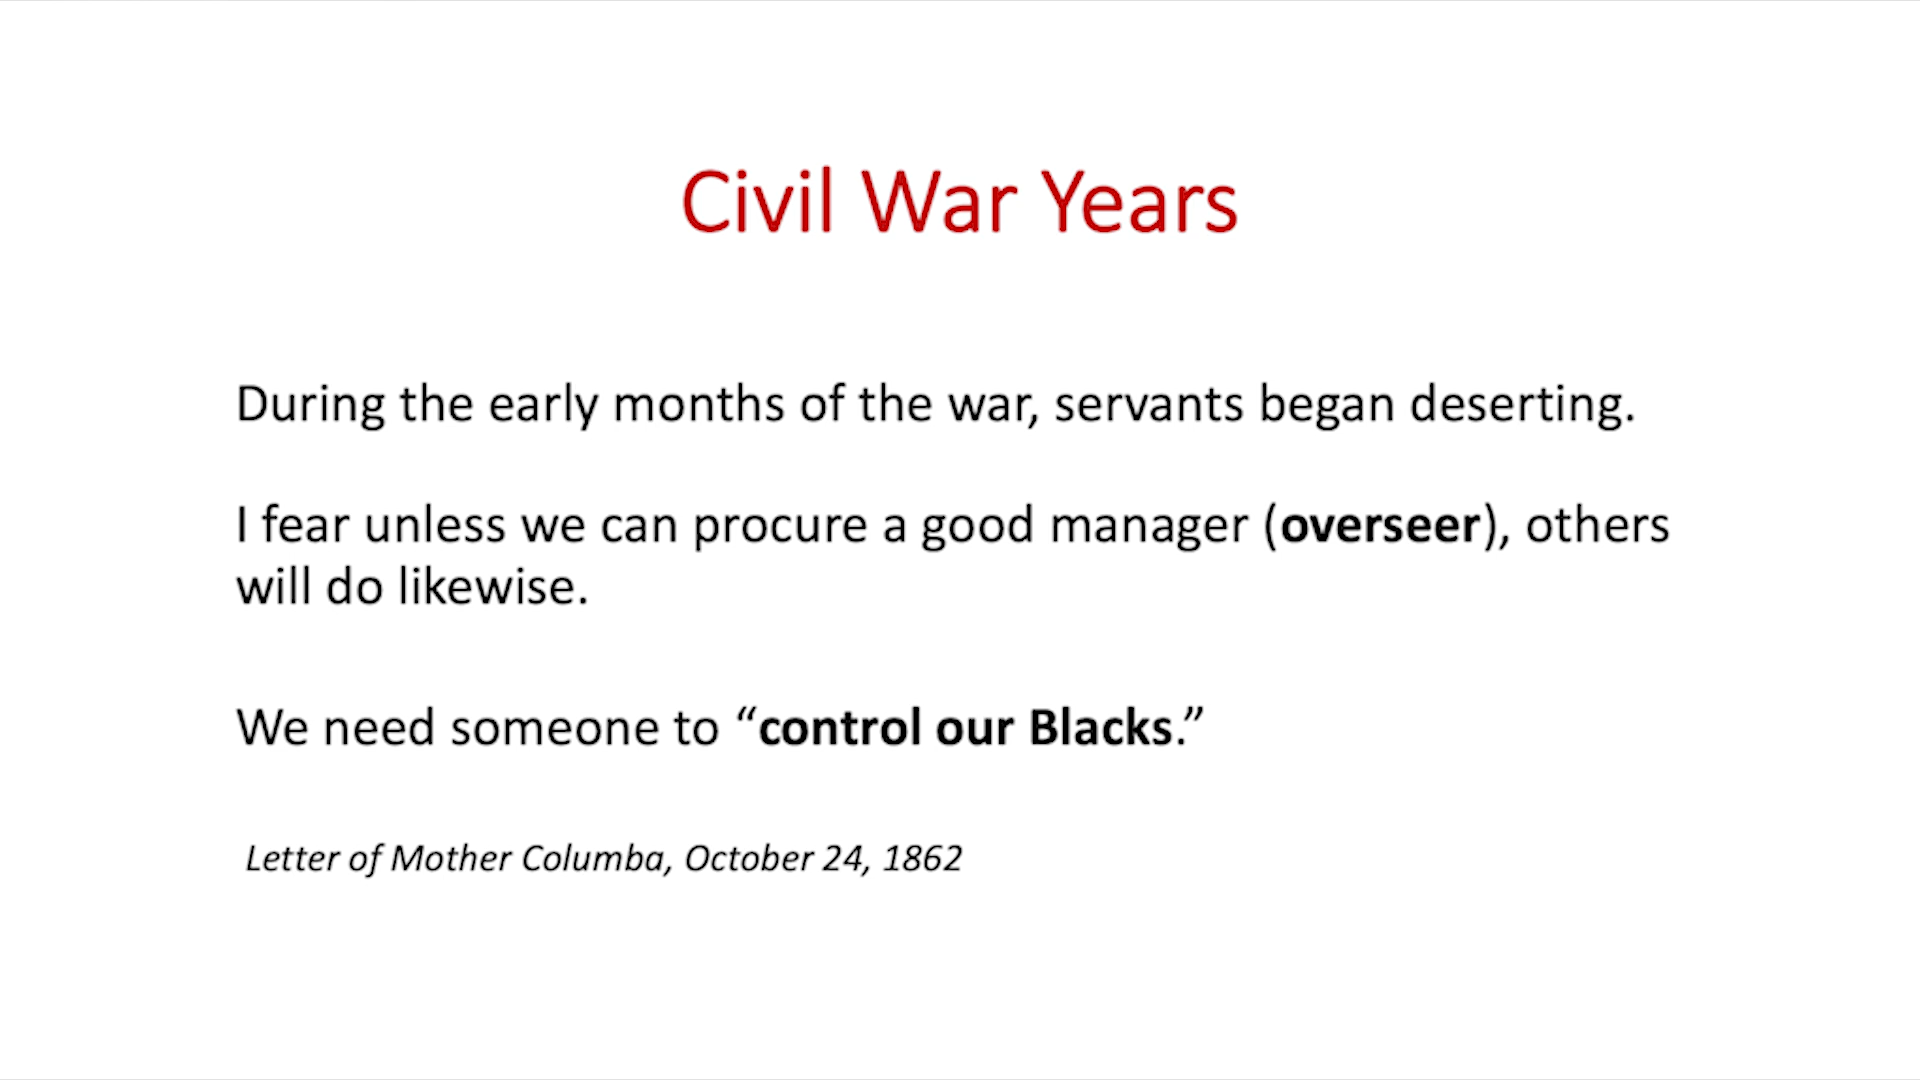 Civil War Years
During the early months of the war, servants began deserting.
I fear unless we can procure a good manager (overseer), others
will do likewise.
We need someone to “control our Blacks.”
Letter of Mother Columba, October 24, 1862